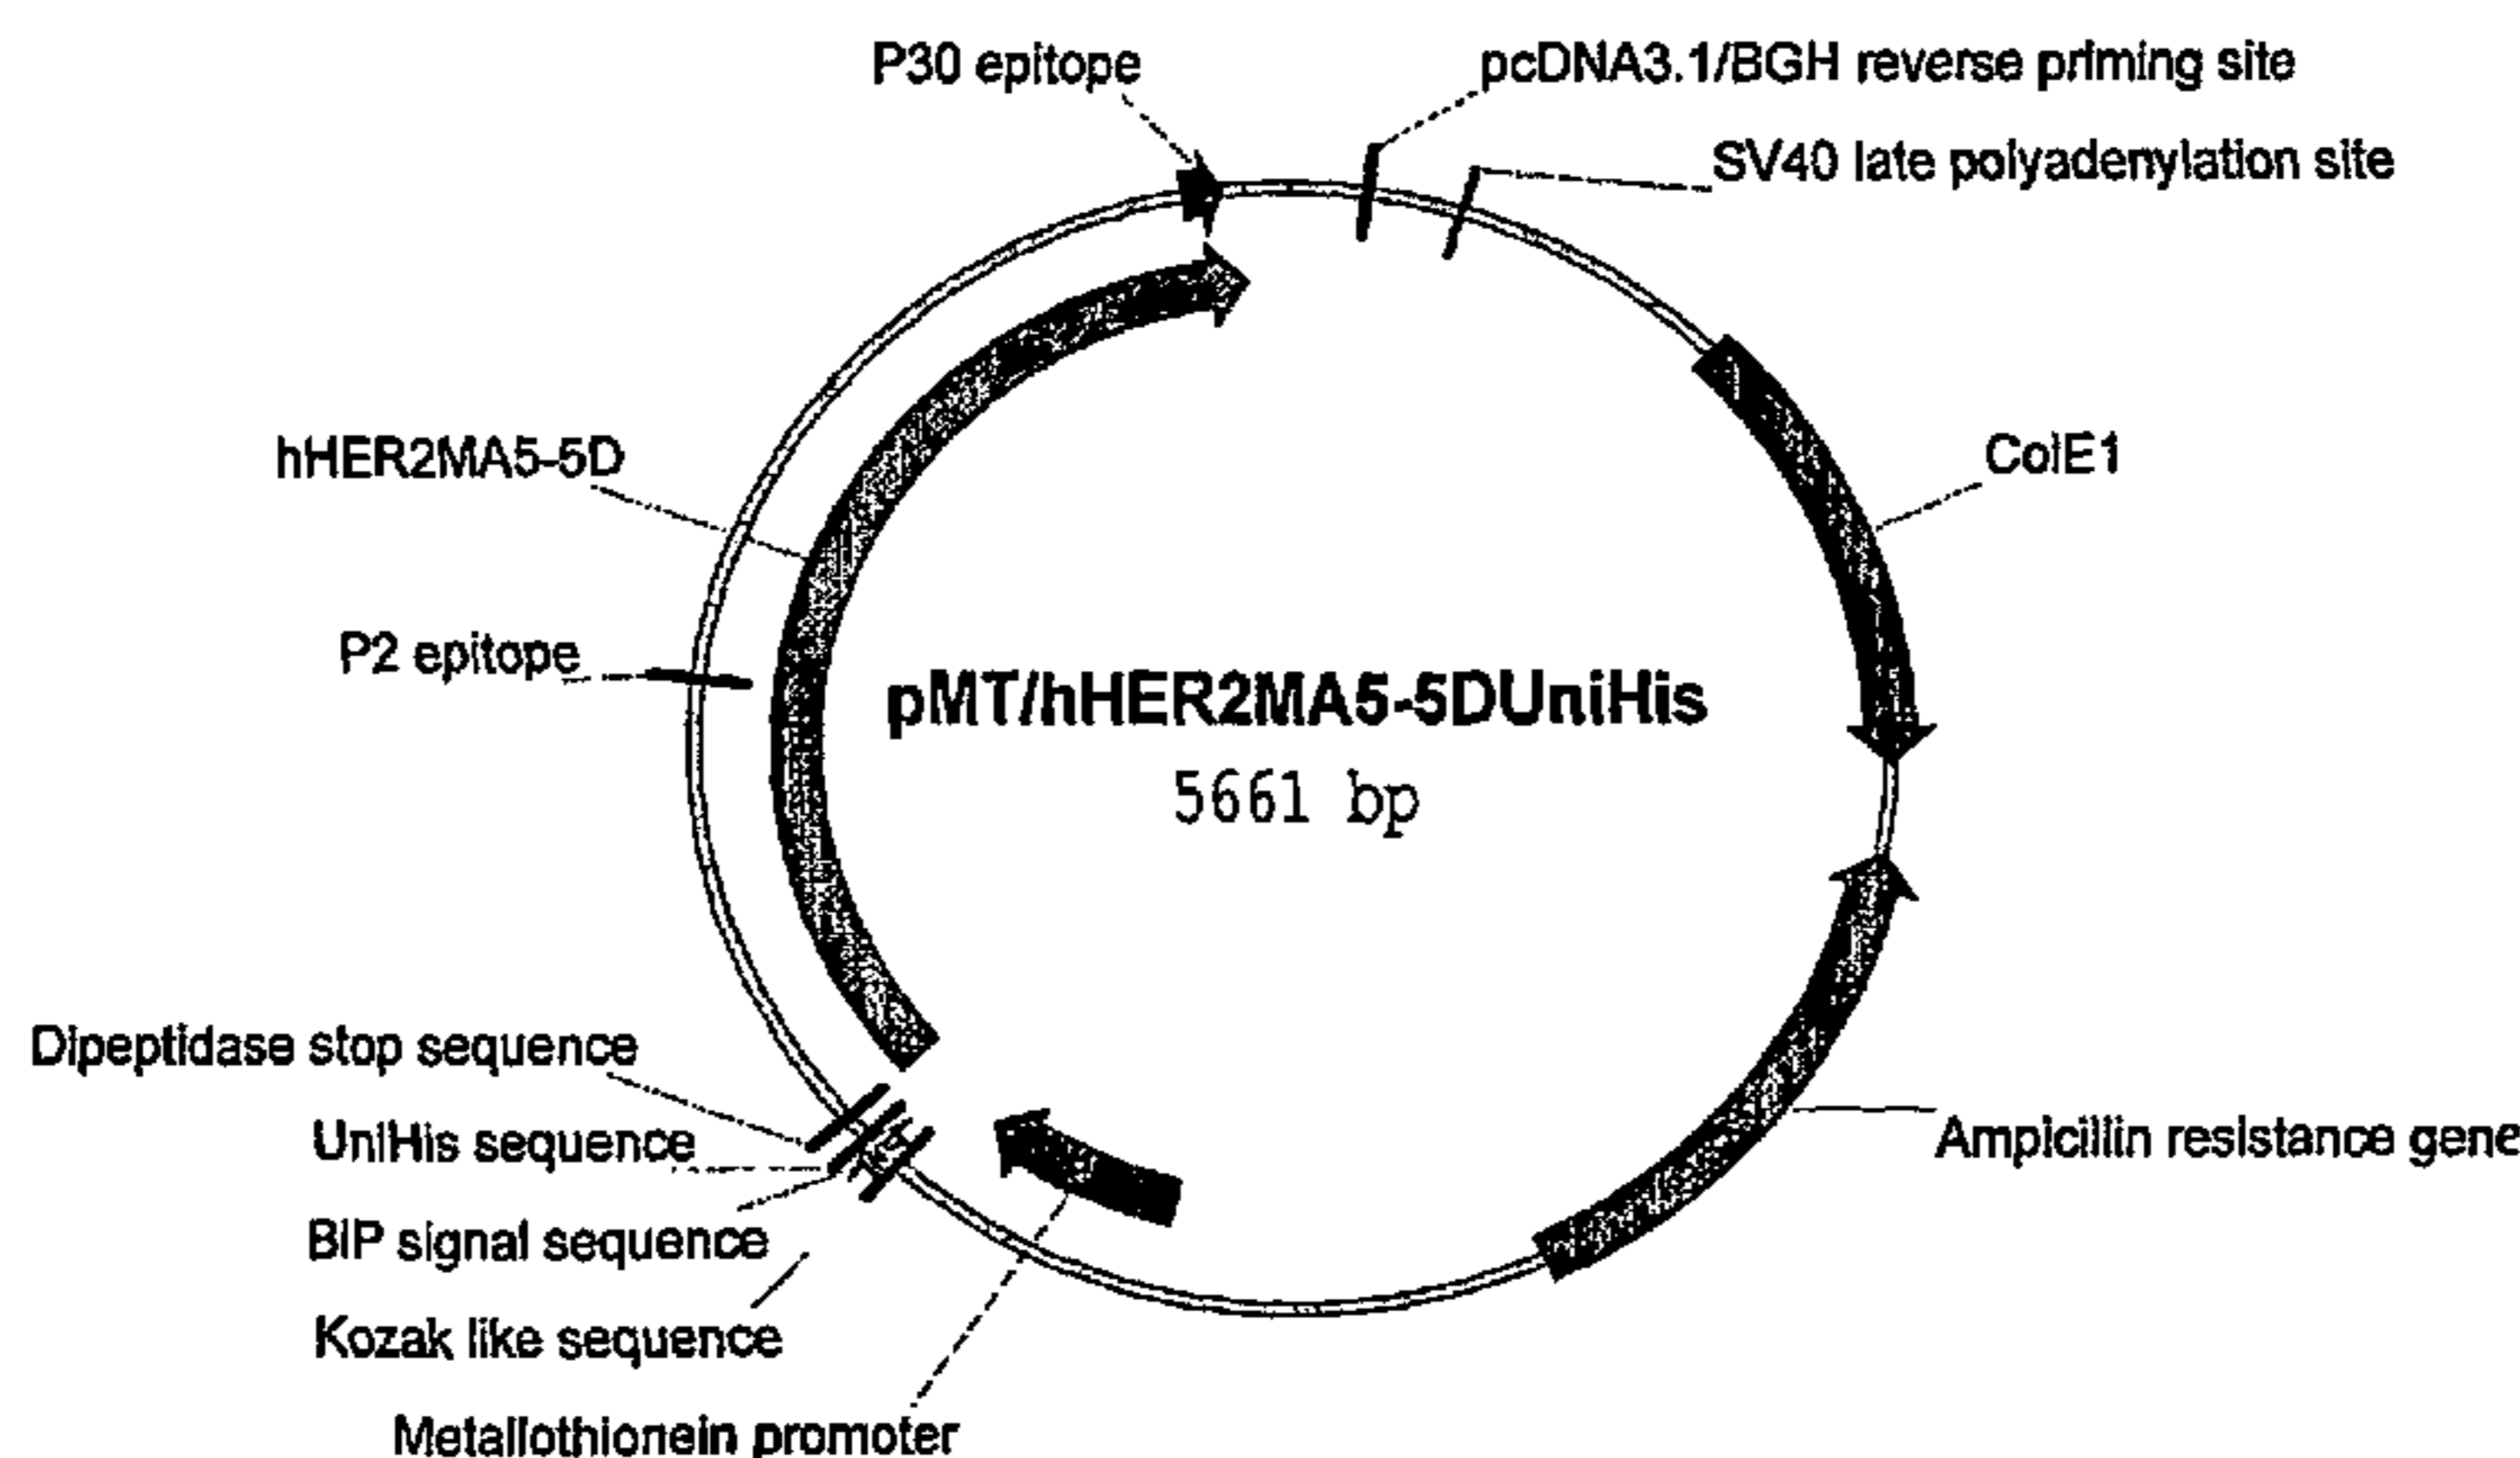 P30 epitope
pcDNA3.1/BGH reverse priming site
SV40 late polyadenylation site
hHER2MA5-5D
ColE1
P2 epitope
pMT/hHER2MA5-5DUniHis
5661 bp
Dipeptidase stop sequence
UniHis sequence
Ampicillin resistance gene
BIP signal sequence
Kozak like sequence
Metallothionein promoter